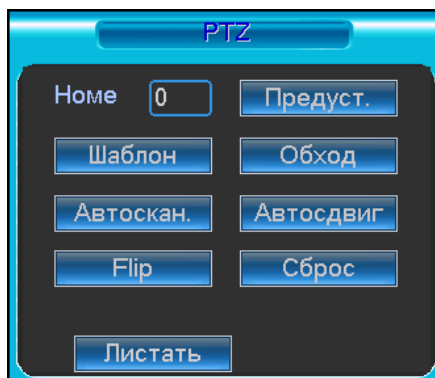 PTZ
Номе 0 Предуст.
Шаблон Обход
Автоскан. Автосдвиг
Flip Сброс
Листать